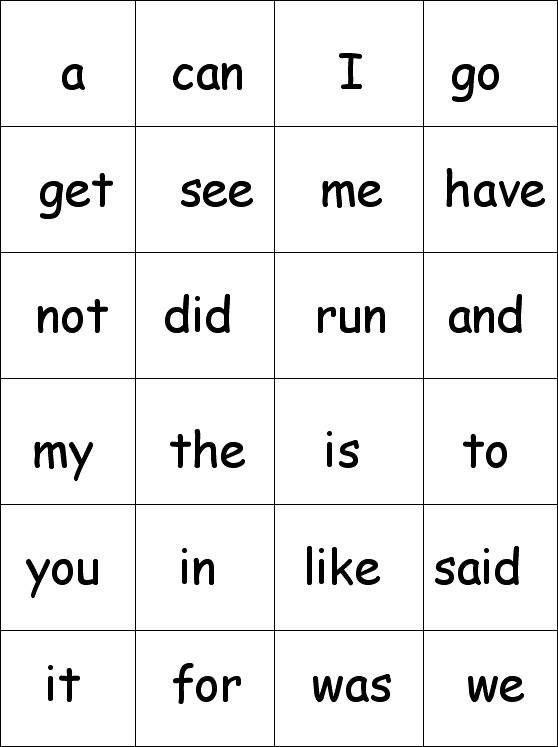 a can I go
get see me have
not did run and
my the is to
you in like said
it for was we